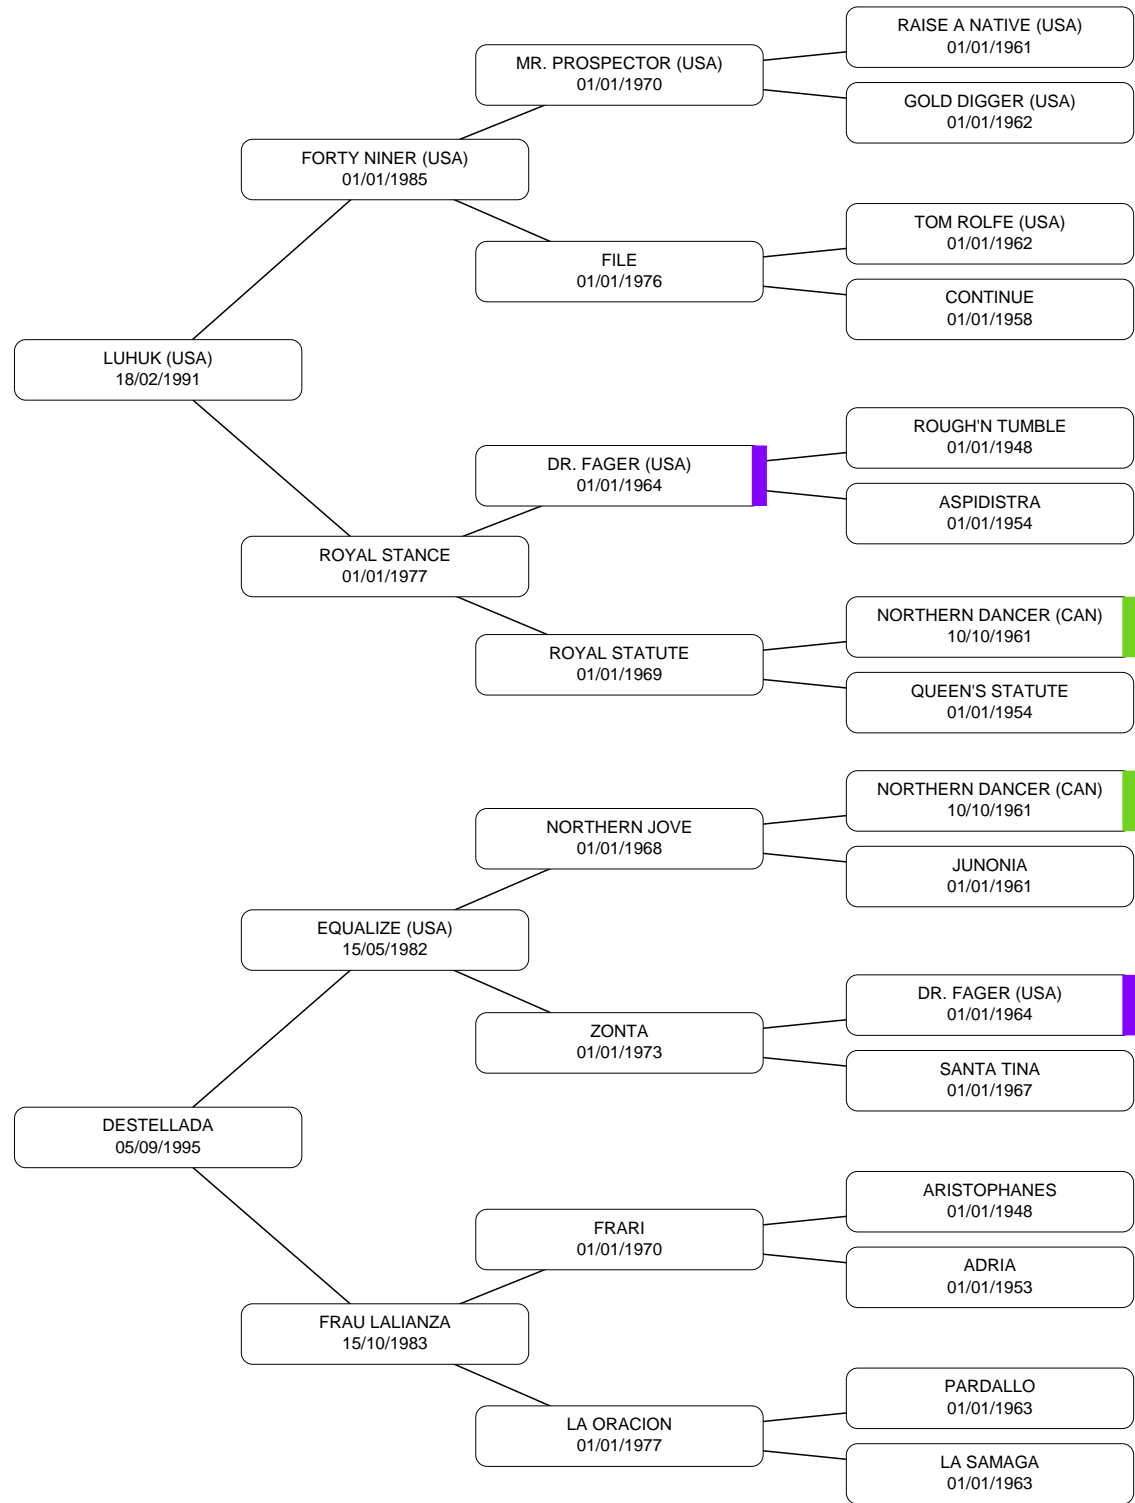 RAISE A NATIVE (USA)
01/01/1961
MR. PROSPECTOR (USA)
01/01/1970
GOLD DIGGER (USA)
01/01/1962
FORTY NINER (USA)
01/01/1985
TOM ROLFE (USA)
01/01/1962
FILE
01/01/1976
CONTINUE
01/01/1958
LUHUK (USA)
18/02/1991
ROUGH'N TUMBLE
01/01/1948
DR. FAGER (USA)
01/01/1964
ASPIDISTRA
01/01/1954
ROYAL STANCE
01/01/1977
NORTHERN DANCER (CAN)
10/10/1961
ROYAL STATUTE
01/01/1969
QUEEN'S STATUTE
01/01/1954
NORTHERN DANCER (CAN)
10/10/1961
NORTHERN JOVE
01/01/1968
JUNONIA
01/01/1961
EQUALIZE (USA)
15/05/1982
DR. FAGER (USA)
01/01/1964
ZONTA
01/01/1973
SANTA TINA
01/01/1967
DESTELLADA
05/09/1995
ARISTOPHANES
01/01/1948
FRARI
01/01/1970
ADRIA
01/01/1953
FRAU LALIANZA
15/10/1983
PARDALLO
01/01/1963
LA ORACION
01/01/1977
LA SAMAGA
01/01/1963